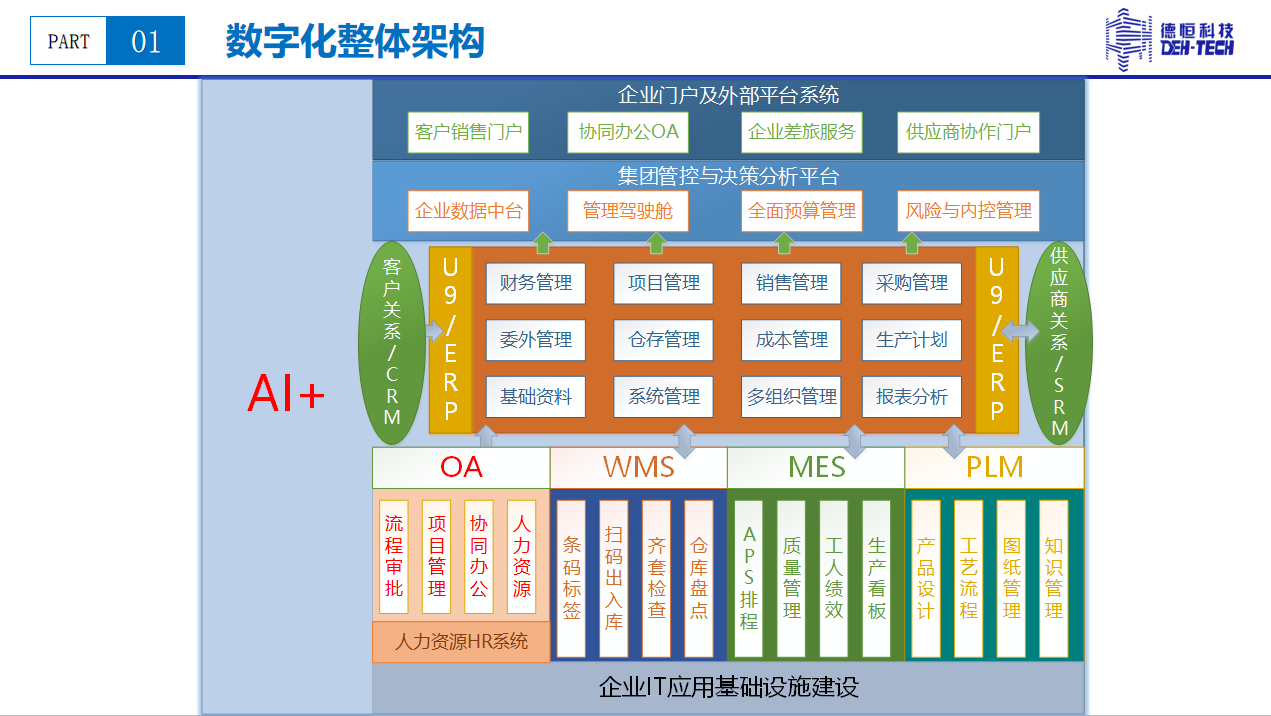 PART 01
数字化整体架构
德恒科技
DEH-TECH
企业门户及外部平台系统
客户销售门户
协同办公OA
企业差旅服务
供应商协作门户
集团管控与决策分析平台
企业数据中台
管理驾驶舱
全面预算管理
风险与内控管理
AI+
客户关系/CRM
U9/ERP
财务管理
项目管理
销售管理
采购管理
委外管理
仓存管理
成本管理
生产计划
基础资料
系统管理
多组织管理
报表分析
U9/ERP
供应商关系/SRM
OA
WMS
MES
PLM
流程审批
项目管理
协同办公
人力资源
人力资源HR系统
条码标签
扫码出入库
齐套检查
仓库盘点
APS排程
质量管理
工人绩效
生产看板
产品设计
工艺流程
图纸管理
知识管理
企业IT应用基础设施建设